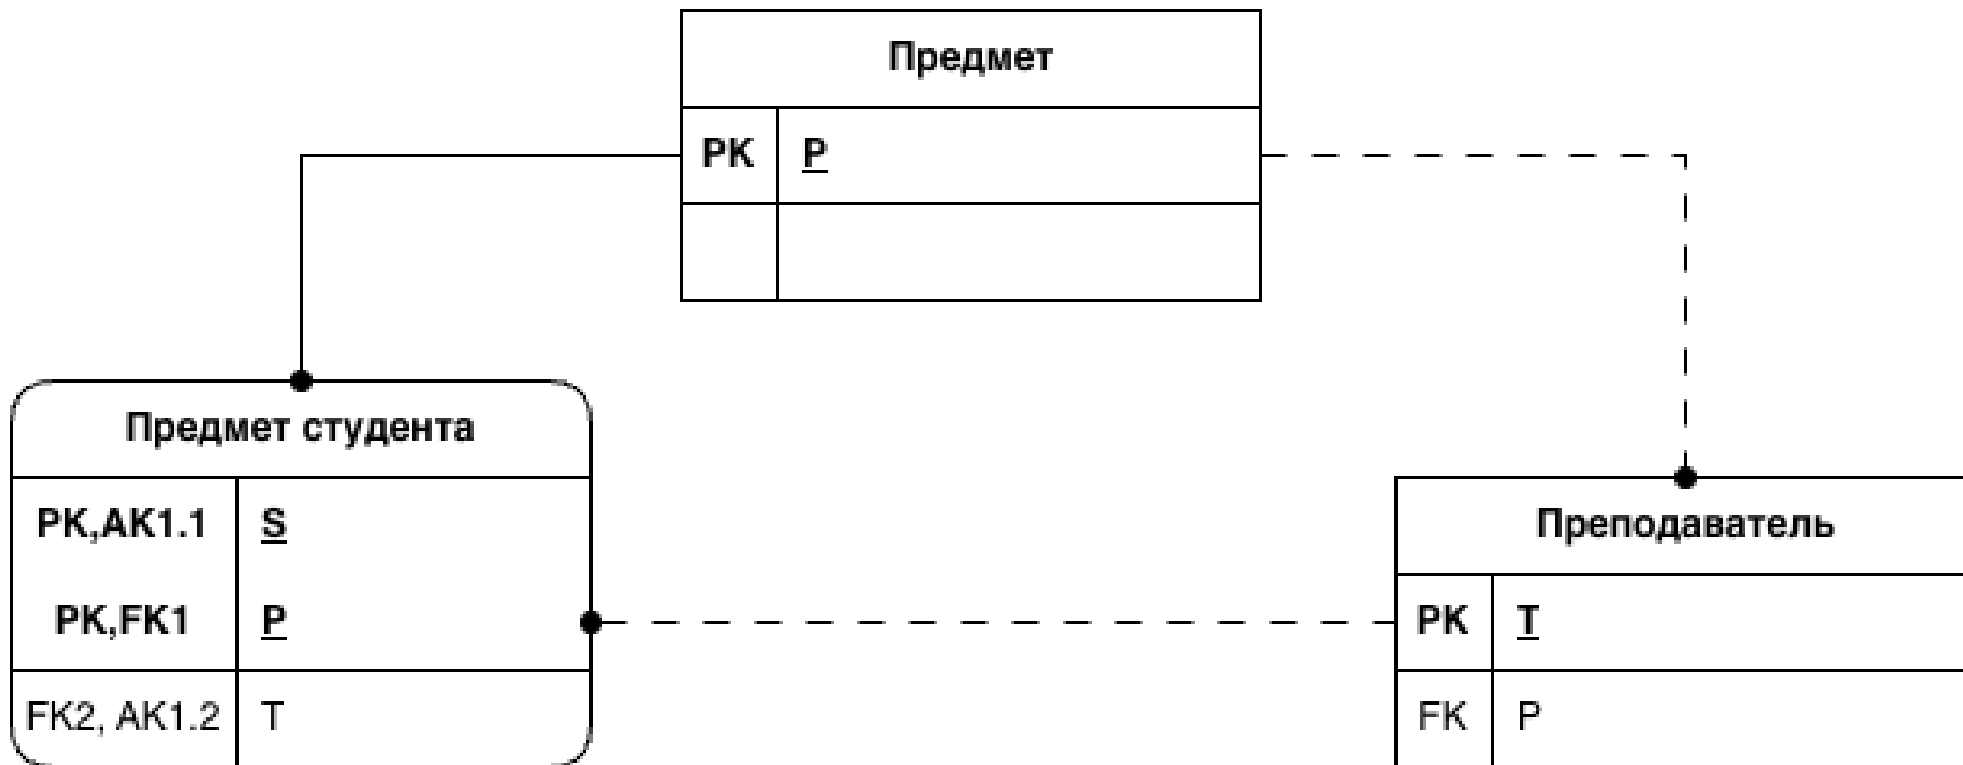 Предмет
PK P
Предмет студента
PK,AK1.1 S
PK,FK1 P
FK2, AK1.2 T
Преподаватель
PK T
FK P